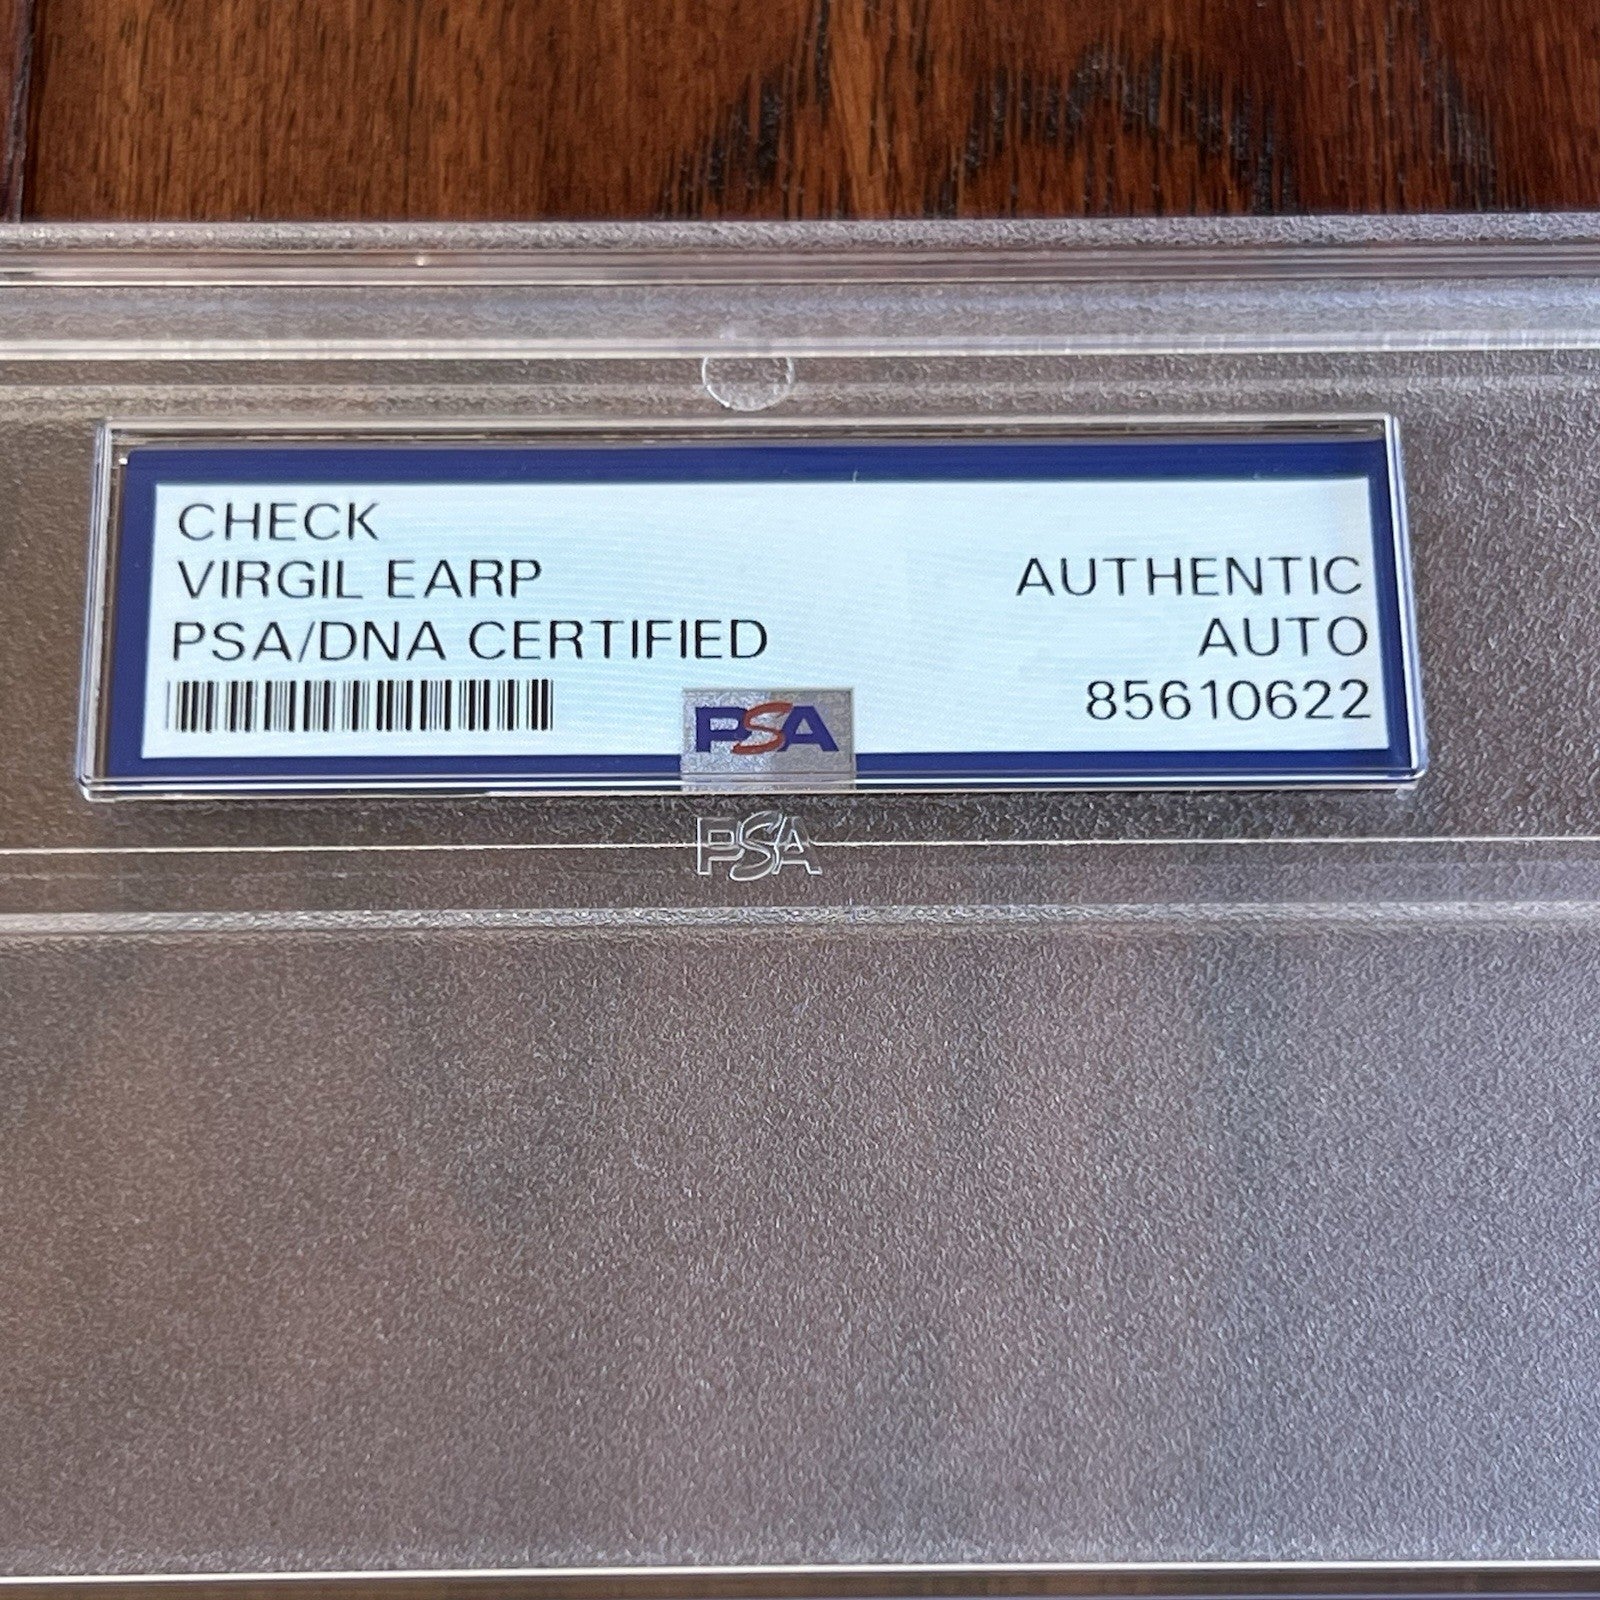 CHECK
VIRGIL EARP
PSA/DNA CERTIFIED
AUTHENTIC
AUTO
85610622
PSA
PSA